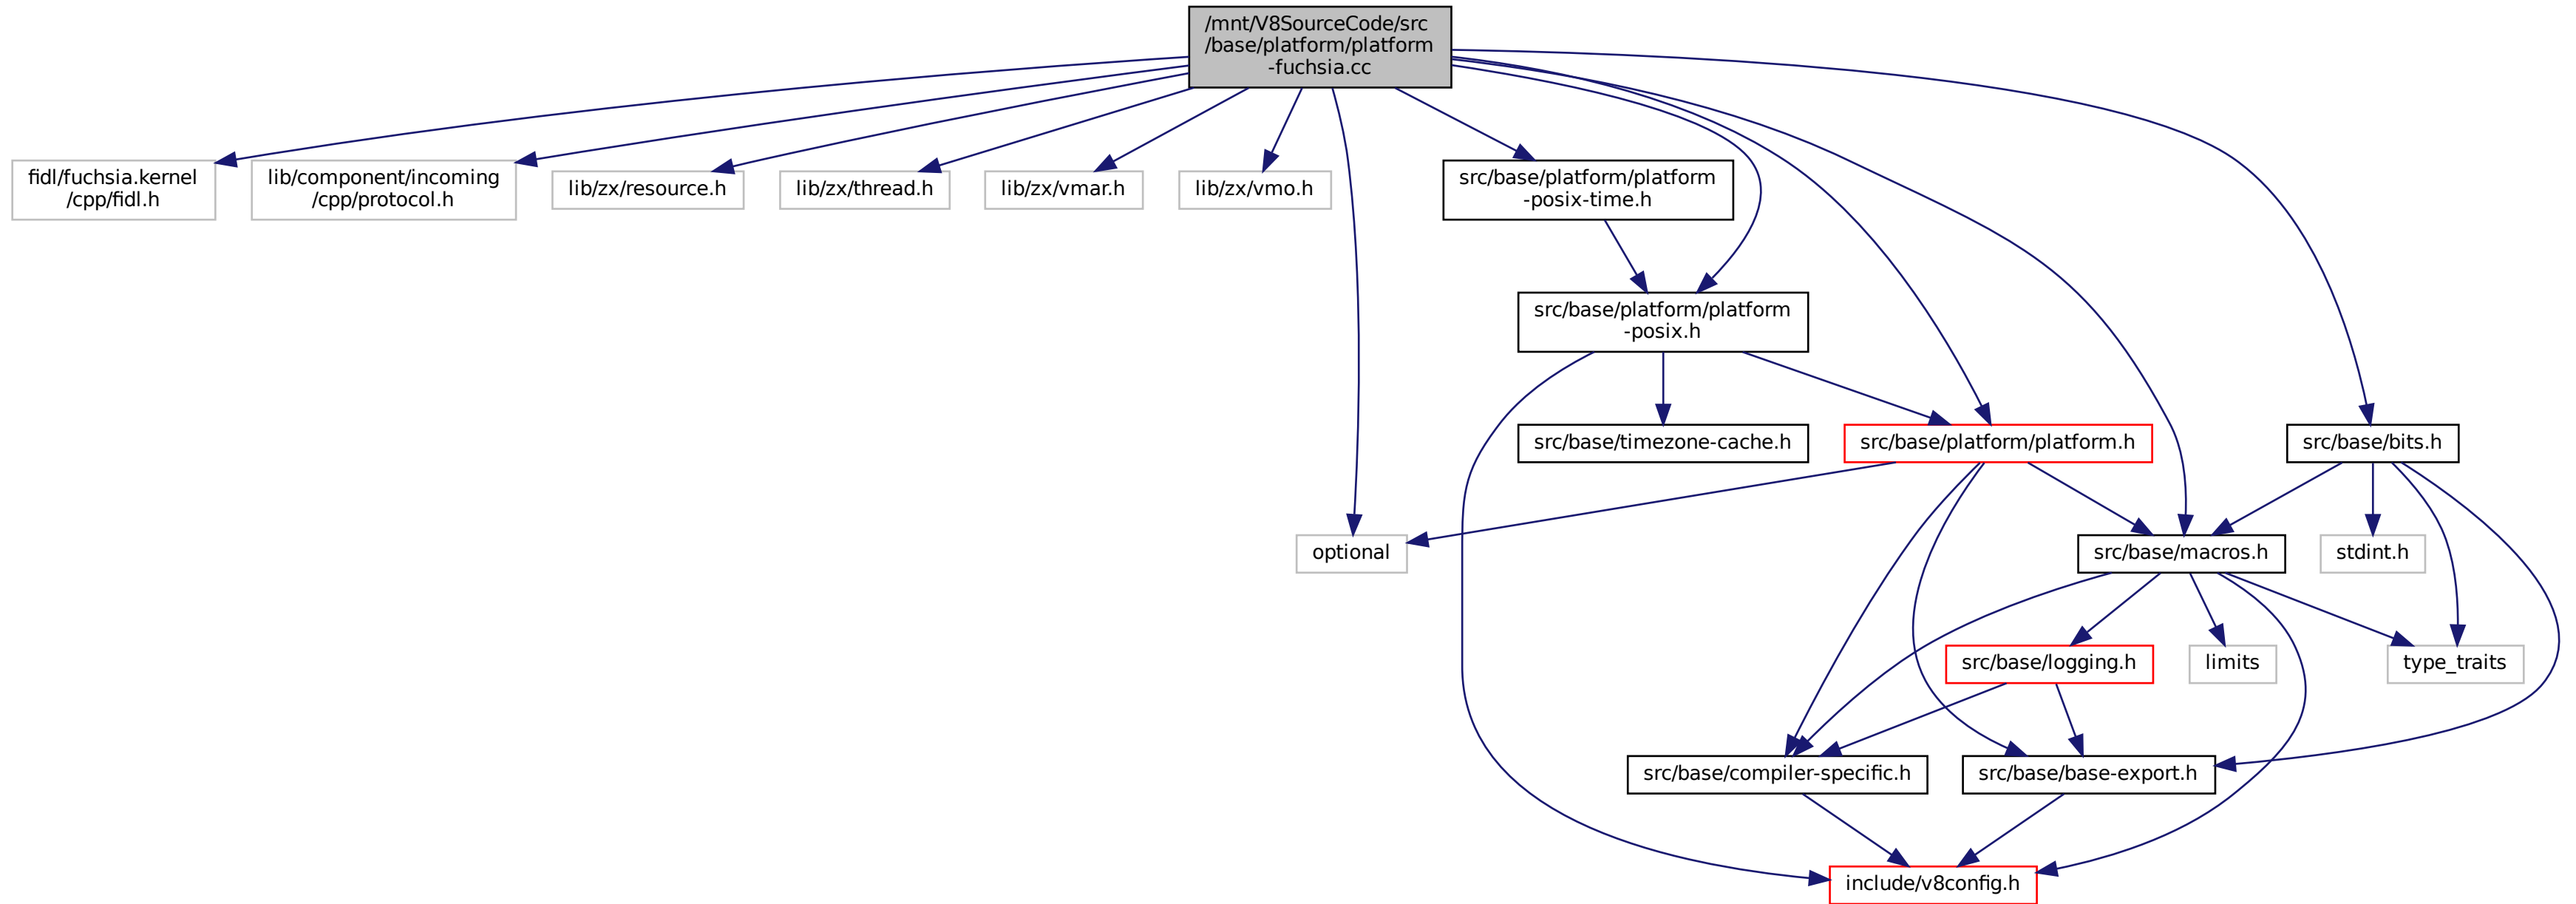 /mnt/V8SourceCode/src
/base/platform/platform
-fuchsia.cc
fidl/fuchsia.kernel
/cpp/fidl.h
lib/component/incoming
/cpp/protocol.h
lib/zx/resource.h
lib/zx/thread.h
lib/zx/vmar.h
lib/zx/vmo.h
src/base/platform/platform
-posix-time.h
src/base/platform/platform
-posix.h
src/base/timezone-cache.h
src/base/platform/platform.h
src/base/bits.h
optional
src/base/macros.h
stdint.h
src/base/logging.h
limits
type_traits
src/base/compiler-specific.h
src/base/base-export.h
include/v8config.h